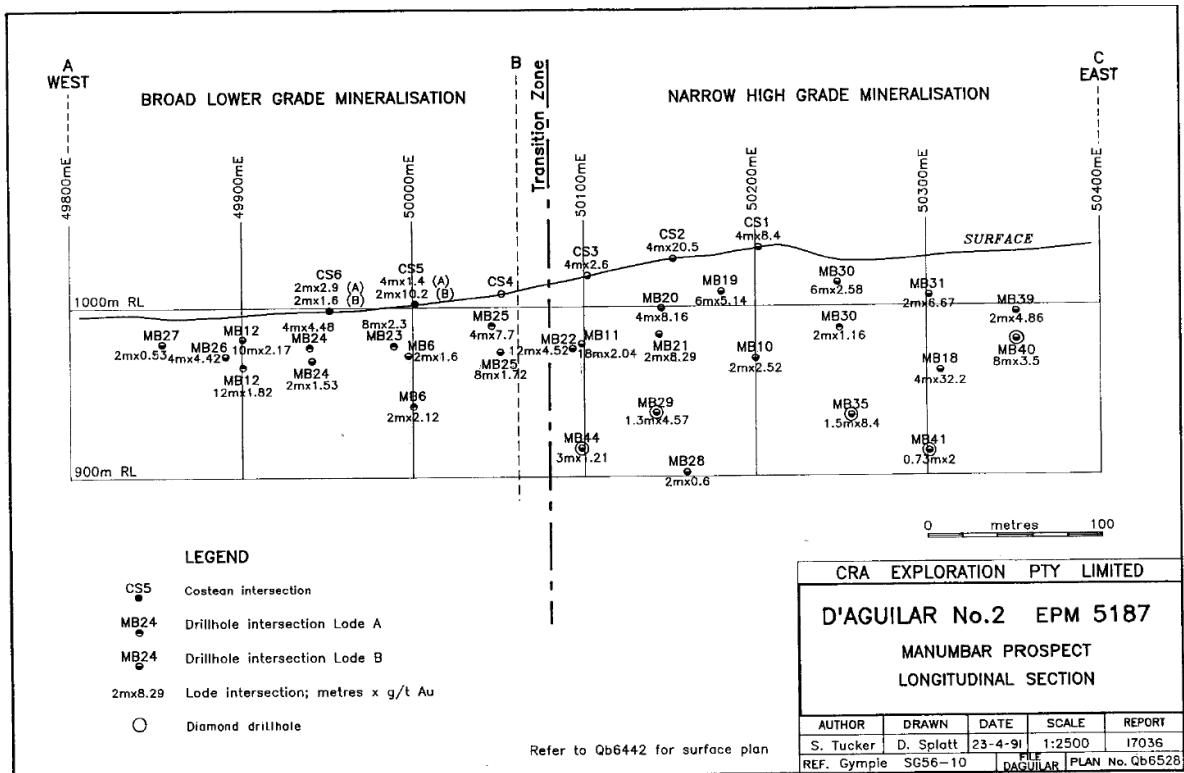 A
WEST
B
C
EAST
BROAD LOWER GRADE MINERALISATION
Transition Zone
NARROW HIGH GRADE MINERALISATION
49800mE
49900mE
50000mE
50100mE
50200mE
50300mE
50400mE
SURFACE
1000m RL
900m RL
CS6
2mx2.9 (A)
2mx1.6 (B)
CS5
4mx1.4 (A)
2mx10.2 (B)
CS4
CS3
4mx2.6
CS2
4mx20.5
CS1
4mx8.4
MB27
2mx0.53
MB26
4mx4.42
MB12
10mx2.17
MB12
12mx1.82
4mx4.48
MB24
MB24
2mx1.53
8mx2.3
MB23
MB6
2mx1.6
MB6
2mx2.12
MB25
4mx7.7
MB25
8mx1.72
MB22
12mx4.52
MB11
18mx2.04
MB20
4mx8.16
MB21
2mx8.29
MB19
6mx5.14
MB10
2mx2.52
MB30
6mx2.58
MB30
2mx1.16
MB31
2mx6.67
MB39
2mx4.86
MB40
8mx3.5
MB18
4mx32.2
MB29
1.3mx4.57
MB35
1.5mx8.4
MB44
3mx1.21
MB28
2mx0.6
MB41
0.73mx2
0 metres 100
LEGEND
CS5 Costean intersection
MB24 Drillhole intersection Lode A
MB24 Drillhole intersection Lode B
2mx8.29 Lode intersection; metres x g/t Au
Diamond drillhole
Refer to Qb6442 for surface plan
CRA EXPLORATION PTY LIMITED
D'AGUILAR No.2 EPM 5187
MANUMBAR PROSPECT
LONGITUDINAL SECTION
AUTHOR DRAWN DATE SCALE REPORT
S. Tucker D. Splatt 23-4-91 1:2500 17036
REF. Gympie SG56-10 FILE DAGUILAR PLAN No. Qb6528